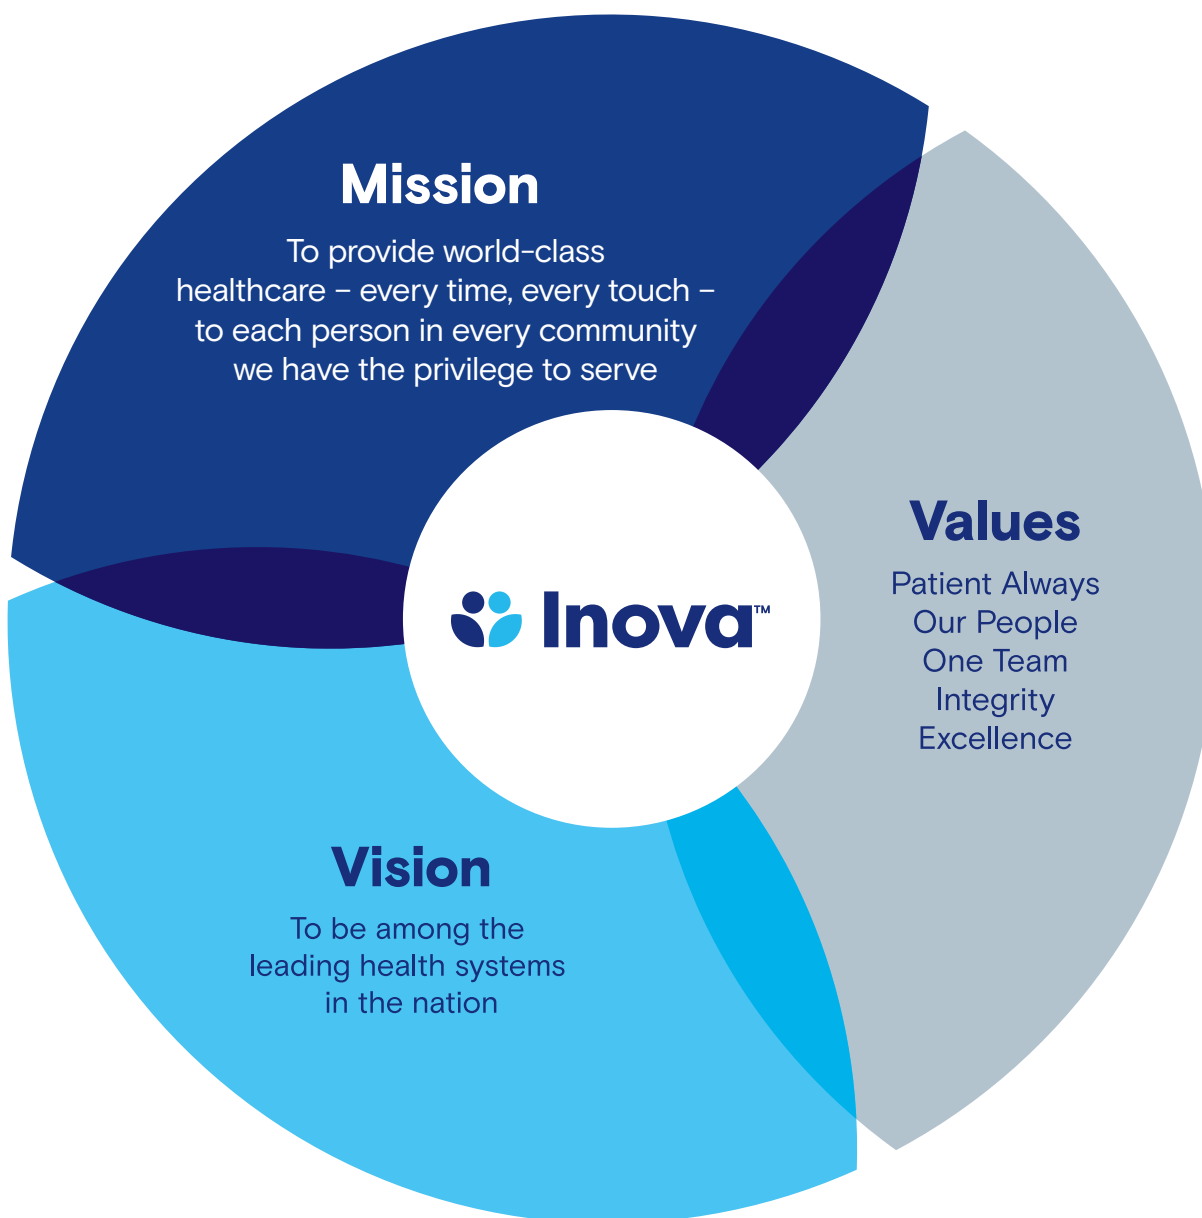 Mission
To provide world-class
healthcare – every time, every touch –
to each person in every community
we have the privilege to serve
Values
Patient Always
Our People
One Team
Integrity
Excellence
Inova™
Vision
To be among the
leading health systems
in the nation